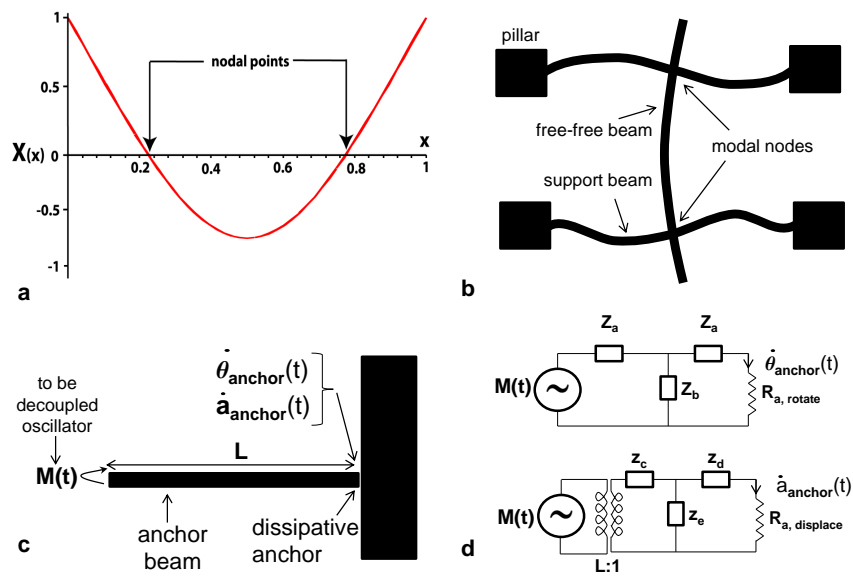 1
0.5
nodal points
X(x)
0
x
0.2
0.4
0.6
0.8
1
-0.5
-1
a
pillar
free-free beam
modal nodes
support beam
b
to be
decoupled
oscillator
M(t)
L
θ̇anchor(t)
ȧanchor(t)
anchor
beam
dissipative
anchor
c
Za
Za
M(t)
Zb
θ̇anchor(t)
Ra, rotate
zc
zd
M(t)
ze
ȧanchor(t)
Ra, displace
L:1
d